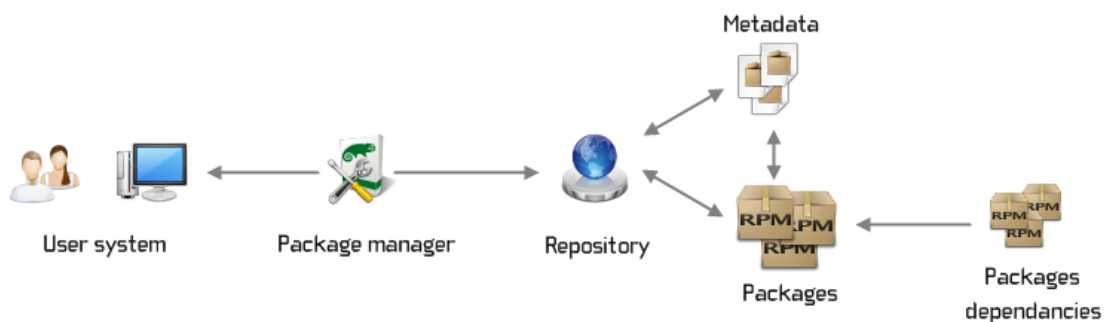 Metadata
RPM
RPM
RPM
RPM
RPM
RPM
User system
Package manager
Repository
Packages
Packages
dependancies